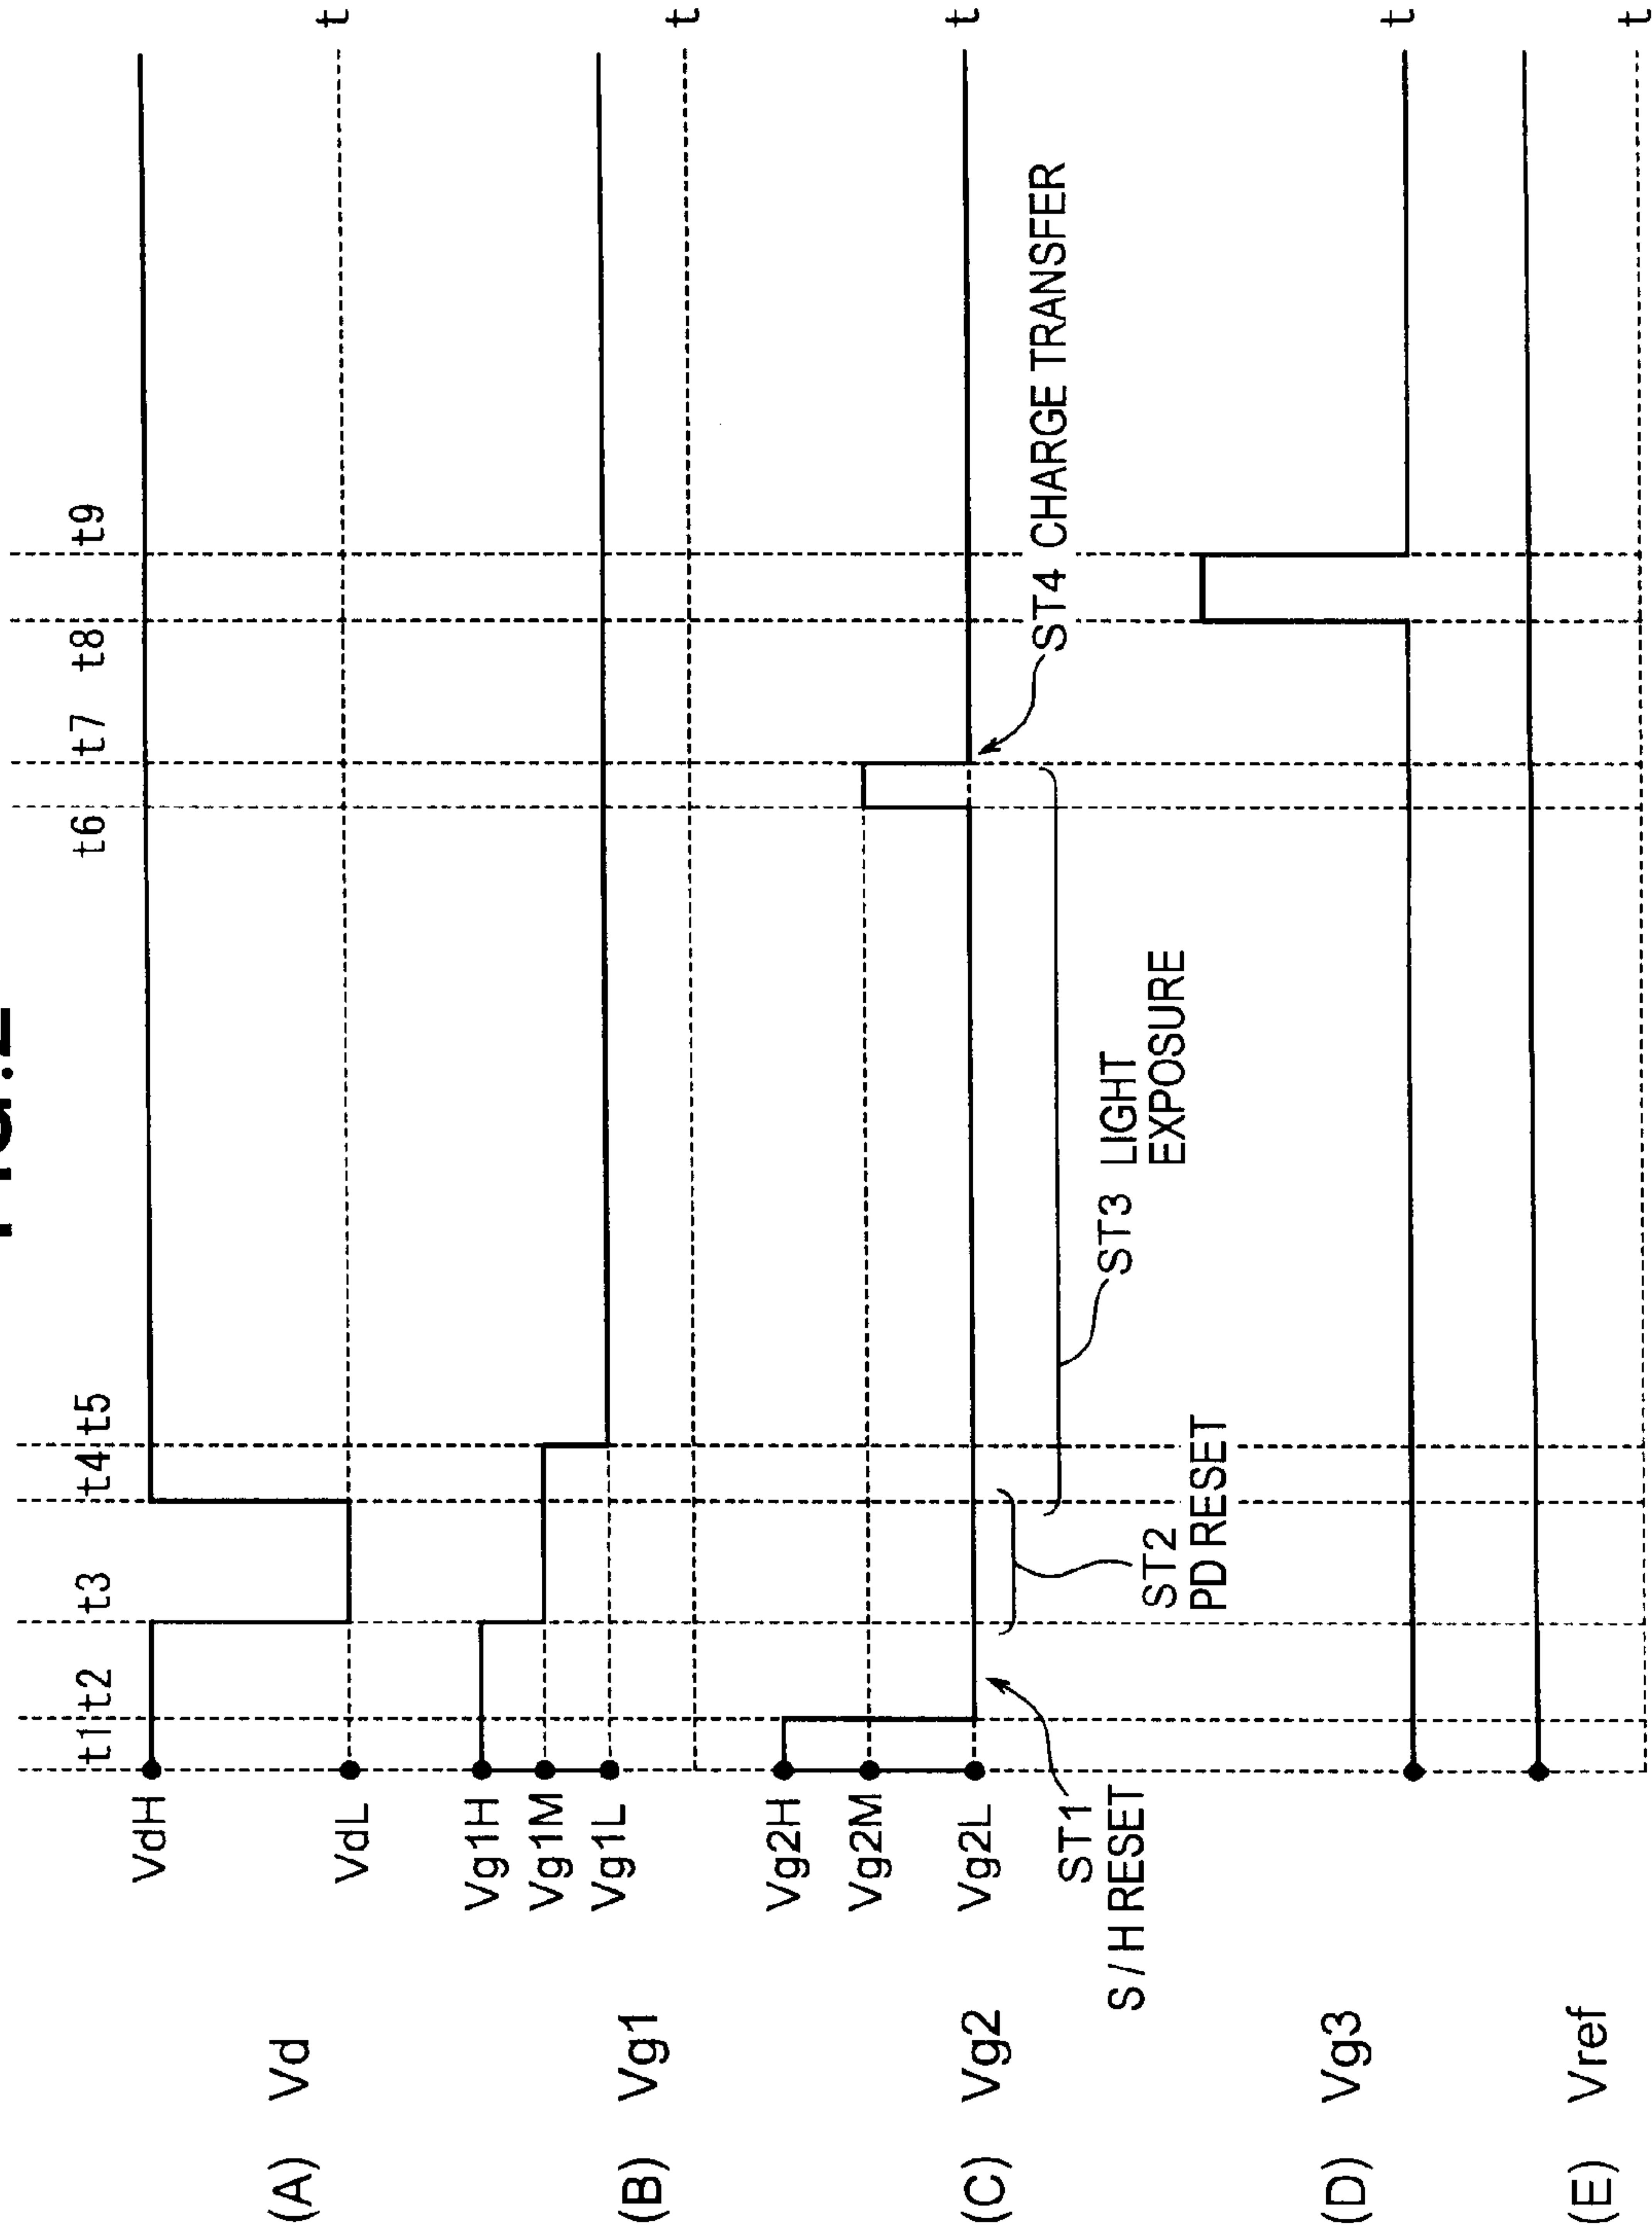 t1 t2 t3 t4 t5 t6 t7 t8 t9
VdH
(A) Vd
VdL
t
Vg1H
Vg1M
(B) Vg1
Vg1L
t
Vg2H
Vg2M
(C) Vg2
Vg2L
t
ST1
S/H RESET
ST2
PD RESET
ST3 LIGHT
EXPOSURE
ST4 CHARGE TRANSFER
(D) Vg3
t
(E) Vref
t